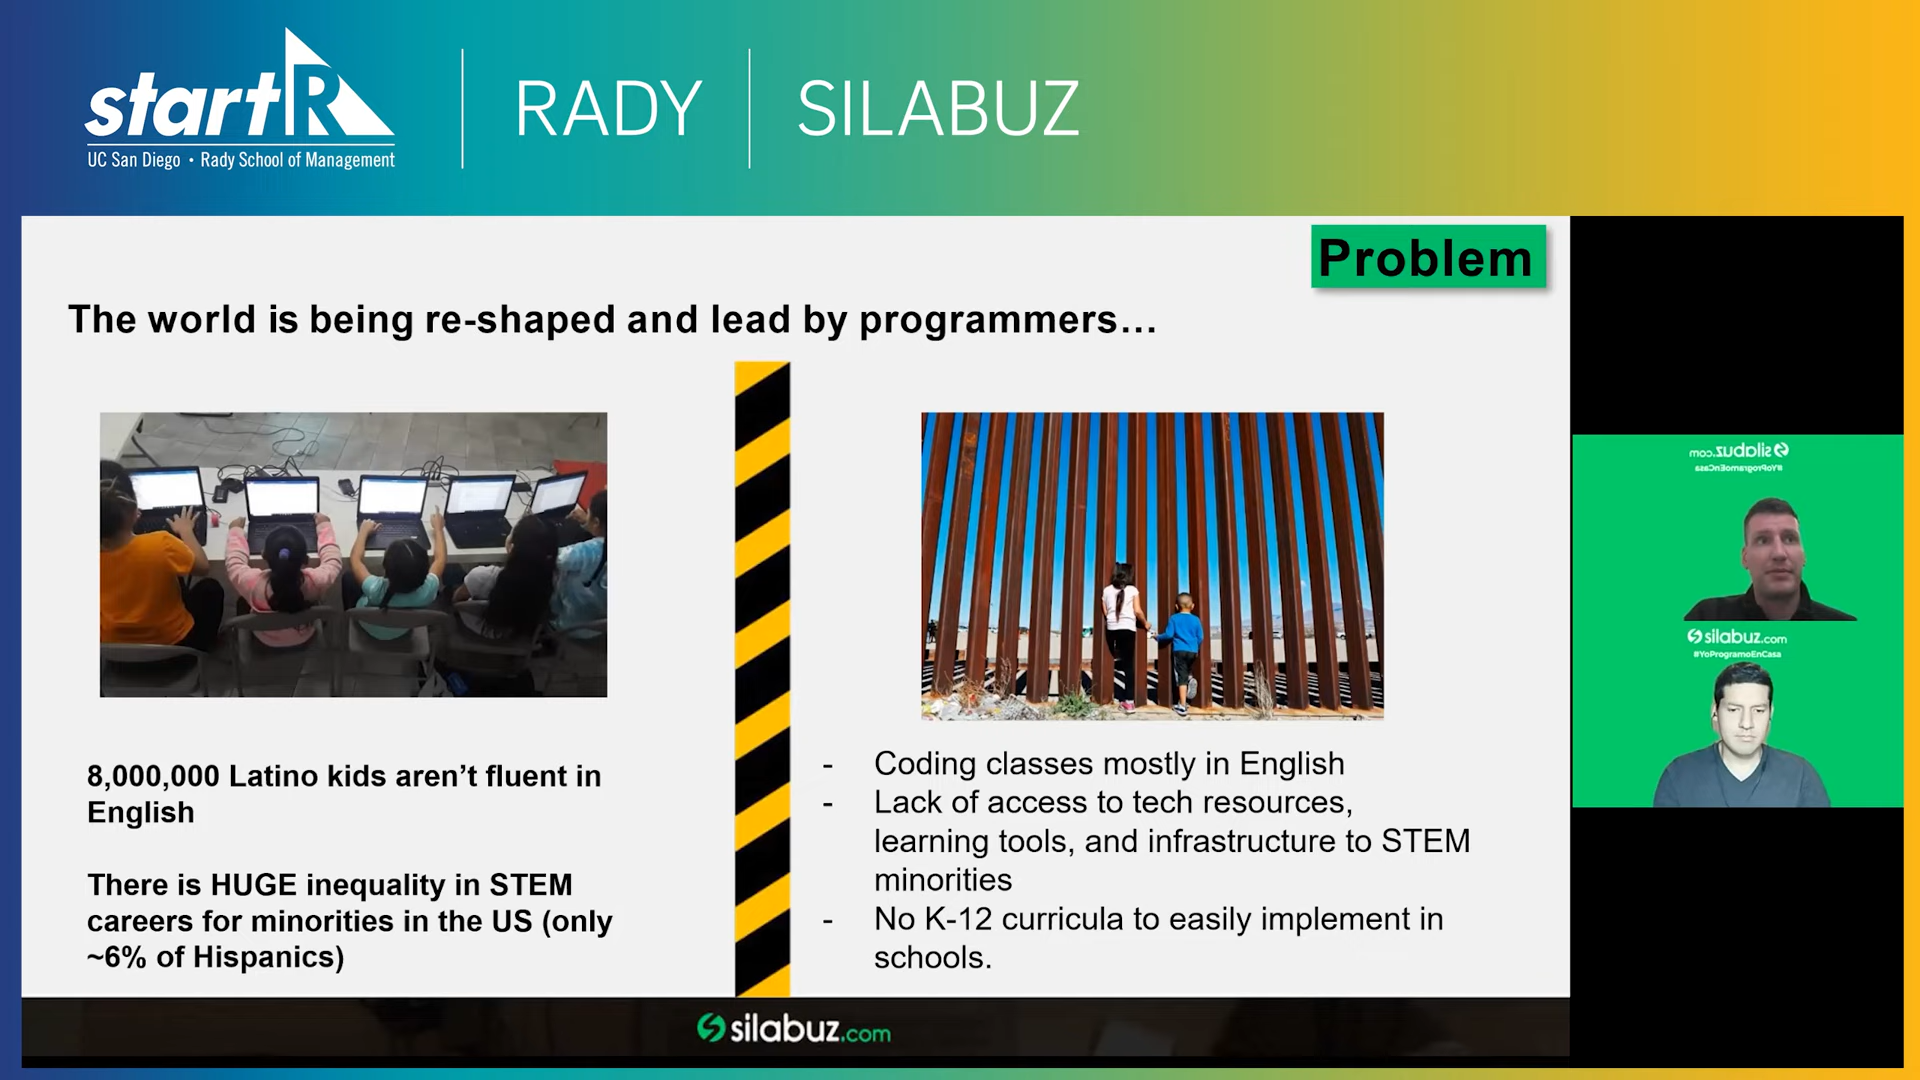 startR
UC San Diego • Rady School of Management
RADY
SILABUZ
Problem
The world is being re-shaped and lead by programmers…
8,000,000 Latino kids aren’t fluent in
English
There is HUGE inequality in STEM
careers for minorities in the US (only
~6% of Hispanics)
- Coding classes mostly in English
- Lack of access to tech resources,
learning tools, and infrastructure to STEM
minorities
- No K-12 curricula to easily implement in
schools.
silabuz.com
#YoProgramoEnCasa
silabuz.com
#YoProgramoEnCasa
silabuz.com